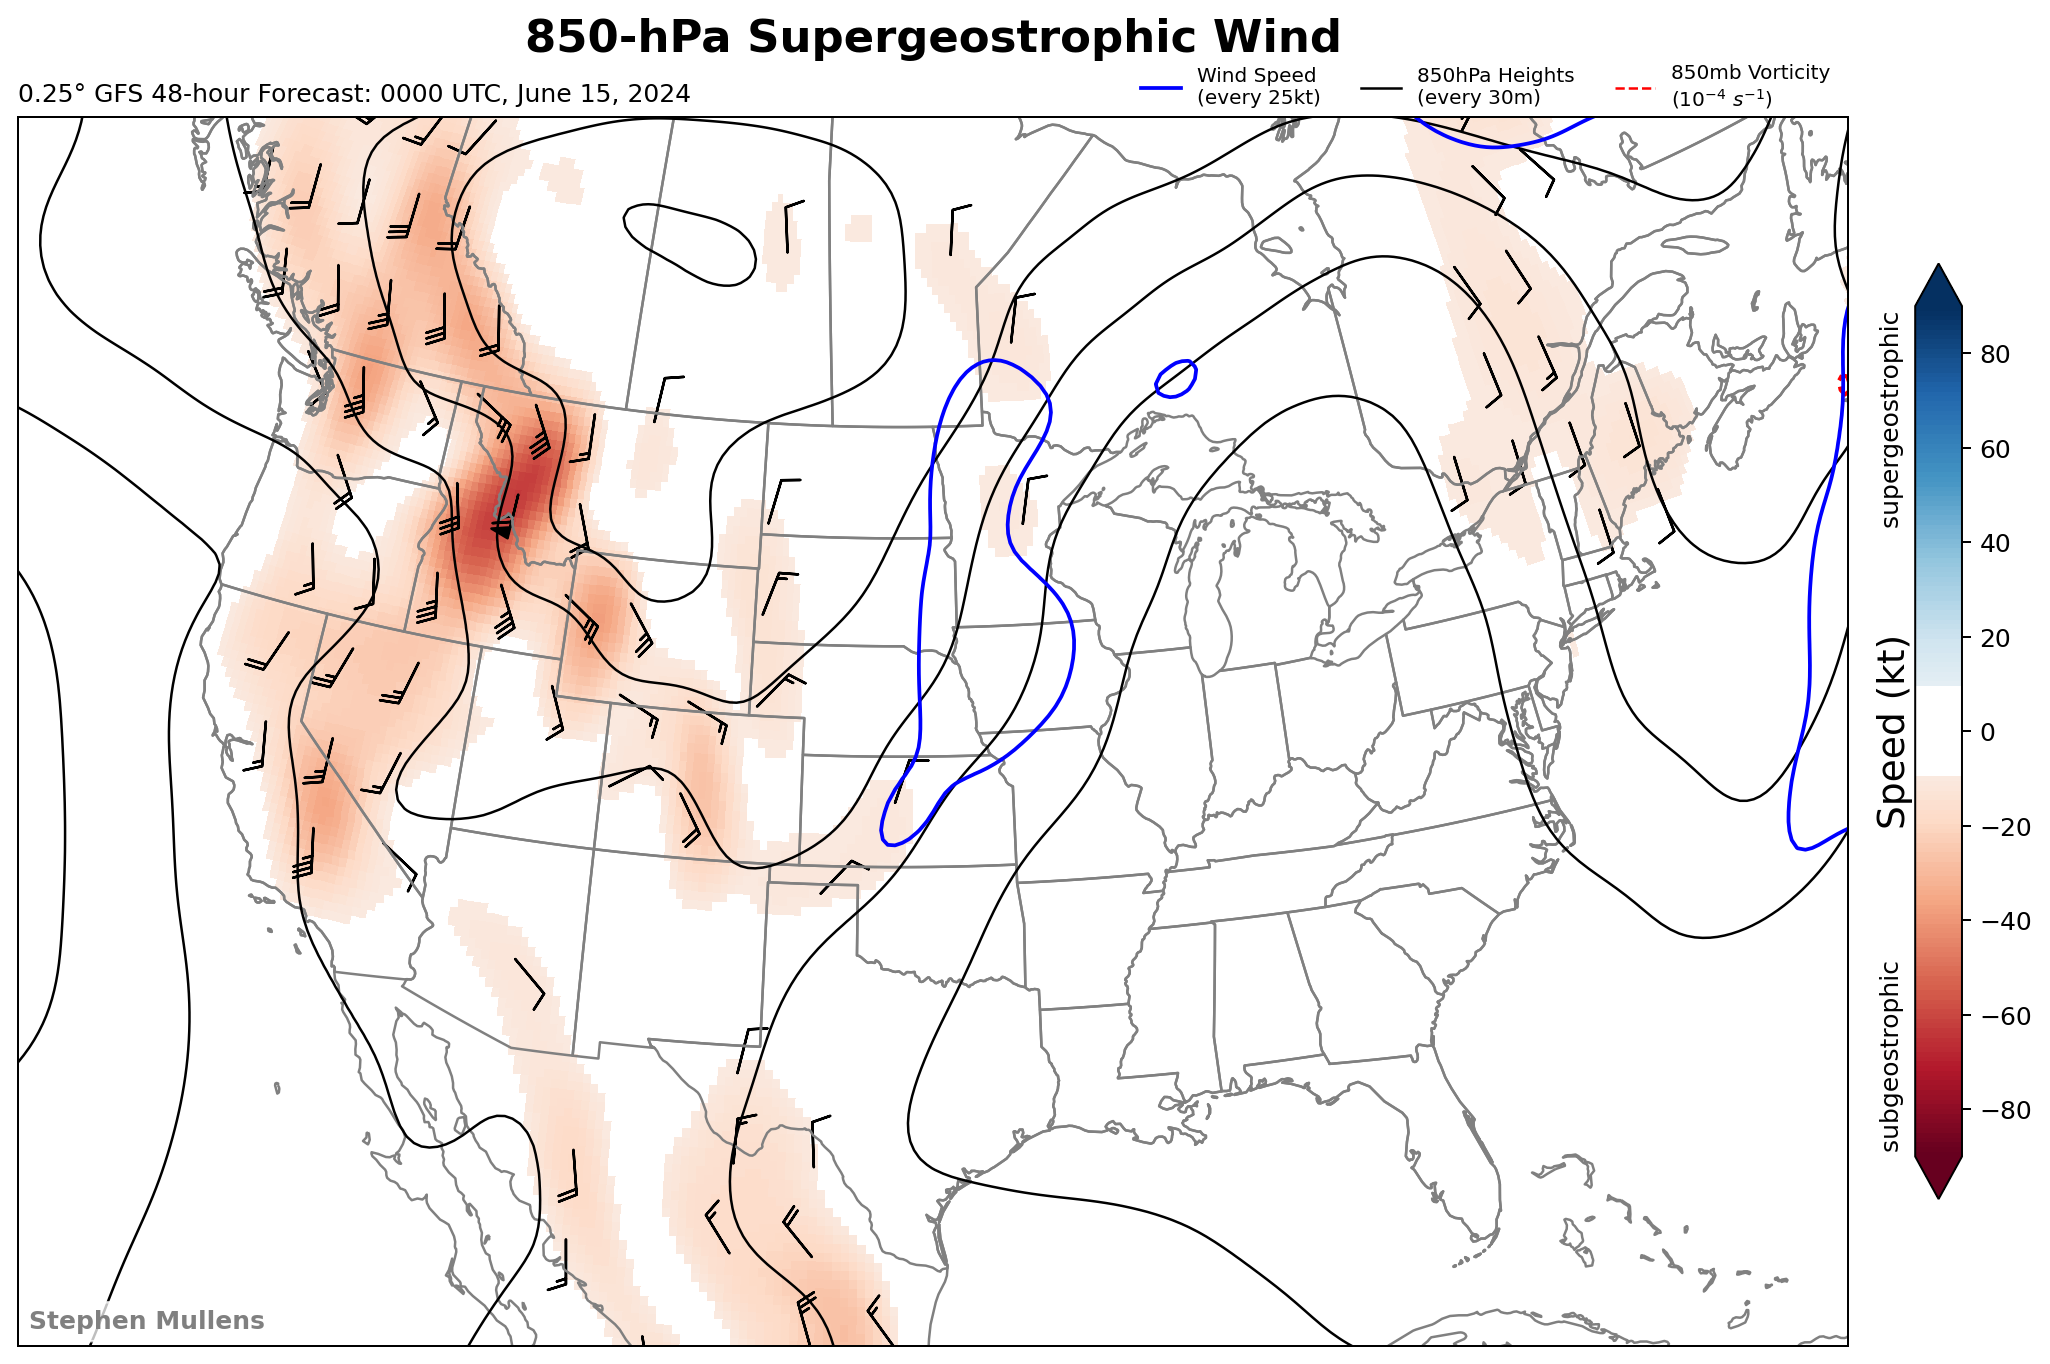 850-hPa Supergeostrophic Wind
0.25° GFS 48-hour Forecast: 0000 UTC, June 15, 2024
Wind Speed
(every 25kt)
850hPa Heights
(every 30m)
850mb Vorticity
(10⁻⁴ s⁻¹)
supergeostrophic
Speed (kt)
subgeostrophic
80
60
40
20
0
−20
−40
−60
−80
Stephen Mullens